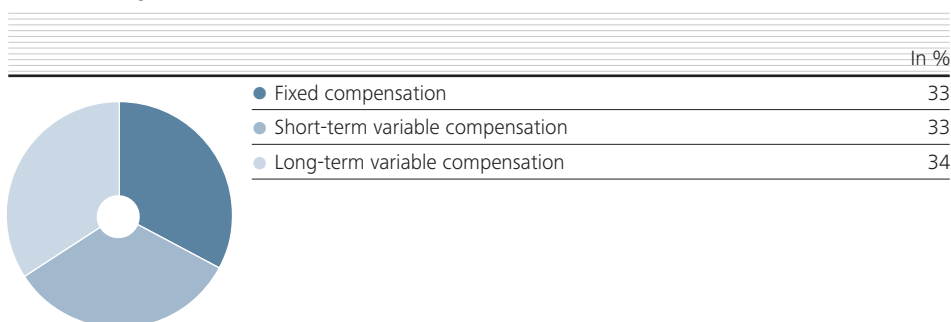 In %
Fixed compensation 33
Short-term variable compensation 33
Long-term variable compensation 34